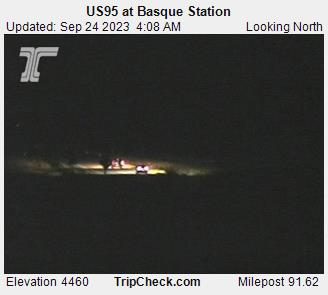 US95 at Basque Station
Updated: Sep 24 2023 4:08 AM Looking North
Elevation 4460 TripCheck.com Milepost 91.62